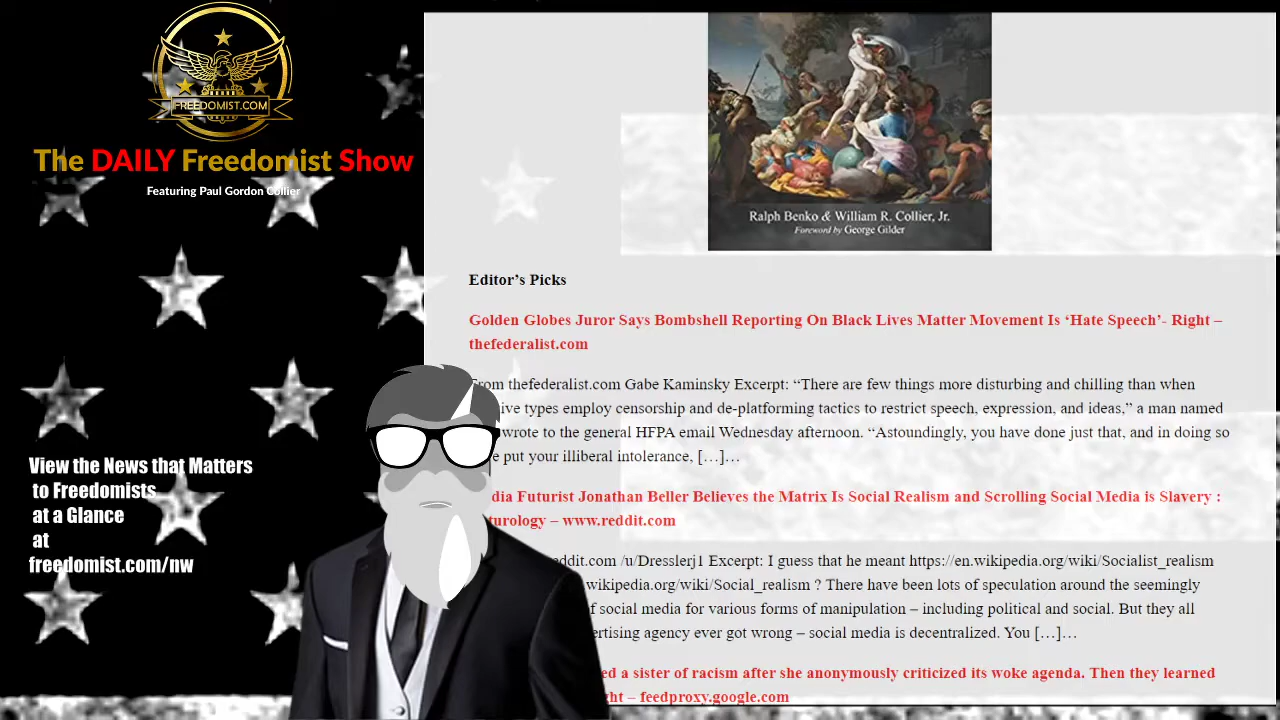 FREEDOMIST.COM
The DAILY Freedomist Show
Featuring Paul Gordon Collier
View the News that Matters
to Freedomists
at a Glance
at
freedomist.com/nw
Ralph Benko & William R. Collier, Jr.
Foreword by George Gilder
Editor's Picks
Golden Globes Juror Says Bombshell Reporting On Black Lives Matter Movement Is ‘Hate Speech’- Right –
thefederalist.com
From thefederalist.com Gabe Kaminsky Excerpt: “There are few things more disturbing and chilling than when
ive types employ censorship and de-platforming tactics to restrict speech, expression, and ideas,” a man named
wrote to the general HFPA email Wednesday afternoon. “Astoundingly, you have done just that, and in doing so
e put your illiberal intolerance, […]…
dia Futurist Jonathan Beller Believes the Matrix Is Social Realism and Scrolling Social Media is Slavery :
turology – www.reddit.com
eddit.com /u/Dresslerj1 Excerpt: I guess that he meant https://en.wikipedia.org/wiki/Socialist_realism
wikipedia.org/wiki/Social_realism ? There have been lots of speculation around the seemingly
f social media for various forms of manipulation – including political and social. But they all
ertising agency ever got wrong – social media is decentralized. You […]…
ed a sister of racism after she anonymously criticized its woke agenda. Then they learned
ght – feedproxy.google.com